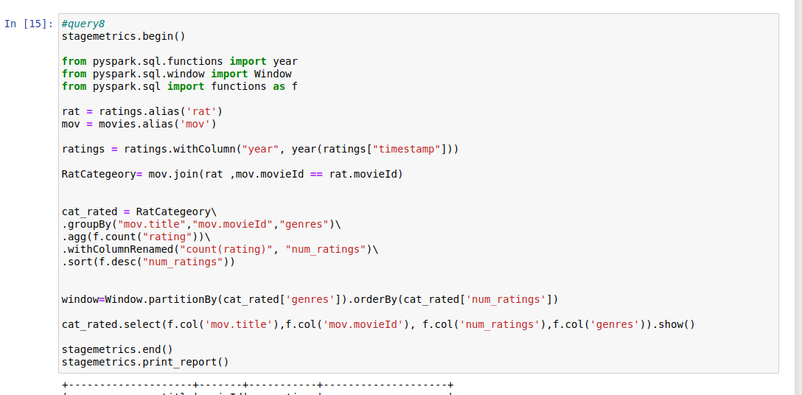 In [15]: #query8
stagemetrics.begin()
from pyspark.sql.functions import year
from pyspark.sql.window import Window
from pyspark.sql import functions as f
rat = ratings.alias('rat')
mov = movies.alias('mov')
ratings = ratings.withColumn("year", year(ratings["timestamp"]))
RatCategeory= mov.join(rat ,mov.movieId == rat.movieId)
cat_rated = RatCategeory\
.groupBy("mov.title","mov.movieId","genres")\
.agg(f.count("rating"))\
.withColumnRenamed("count(rating)", "num_ratings")\
.sort(f.desc("num_ratings"))
window=Window.partitionBy(cat_rated['genres']).orderBy(cat_rated['num_ratings'])
cat_rated.select(f.col('mov.title'),f.col('mov.movieId'), f.col('num_ratings'),f.col('genres')).show()
stagemetrics.end()
stagemetrics.print_report()
+--------------------+-------+-----------+--------------------+